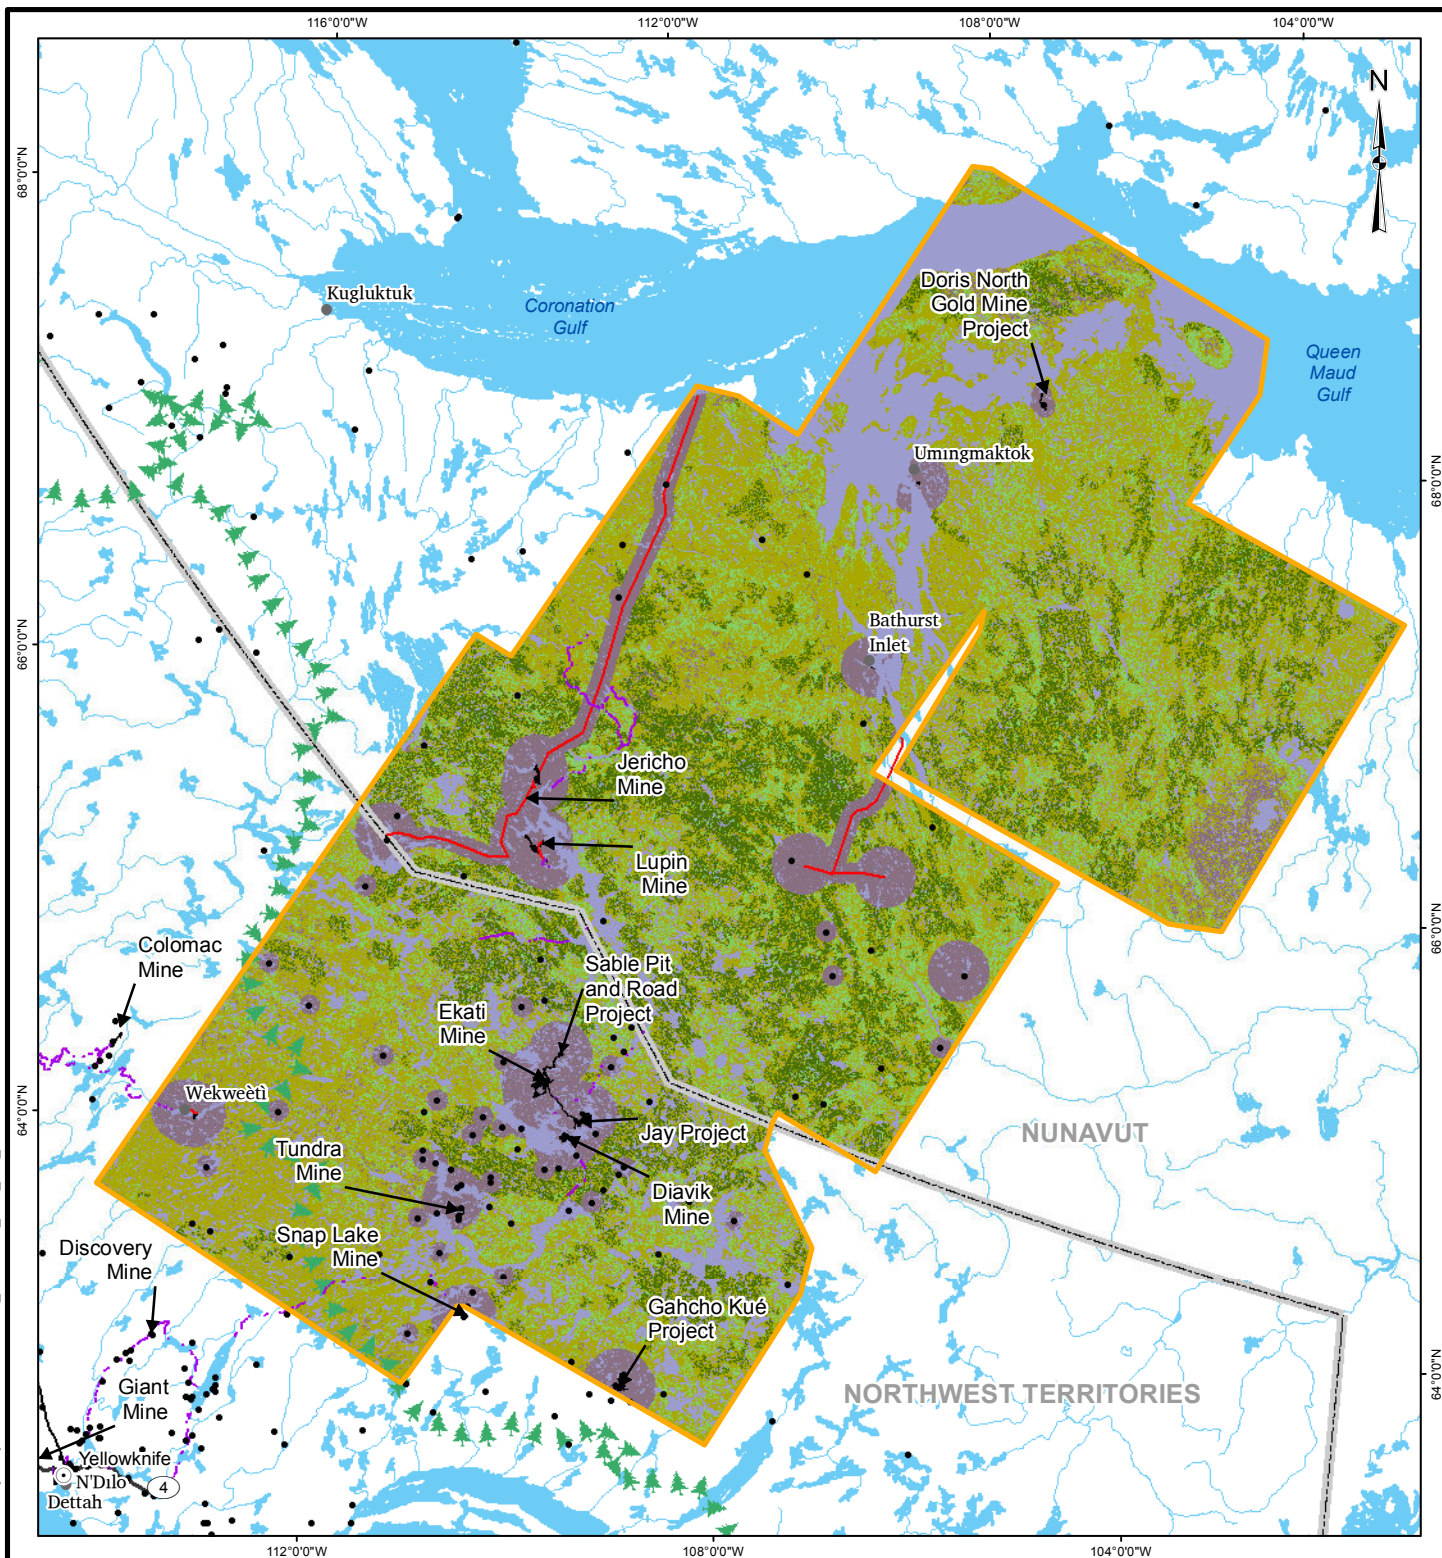 116°0'0"W
112°0'0"W
108°0'0"W
104°0'0"W
N
68°0'0"N
Kugluktuk
Coronation
Gulf
Doris North
Gold Mine
Project
Queen
Maud
Gulf
Umingmaktok
68°0'0"N
Bathurst
Inlet
66°0'0"N
Jericho
Mine
Lupin
Mine
66°0'0"N
Colomac
Mine
Sable Pit
and Road
Project
Ekati
Mine
Wekweètì
64°0'0"N
Jay Project
NUNAVUT
Tundra
Mine
Diavik
Mine
Snap Lake
Mine
Discovery
Mine
Gahcho Kué
Project
64°0'0"N
NORTHWEST TERRITORIES
Giant
Mine
Yellowknife
N'Dılo
Dettah
4
112°0'0"W
108°0'0"W
104°0'0"W